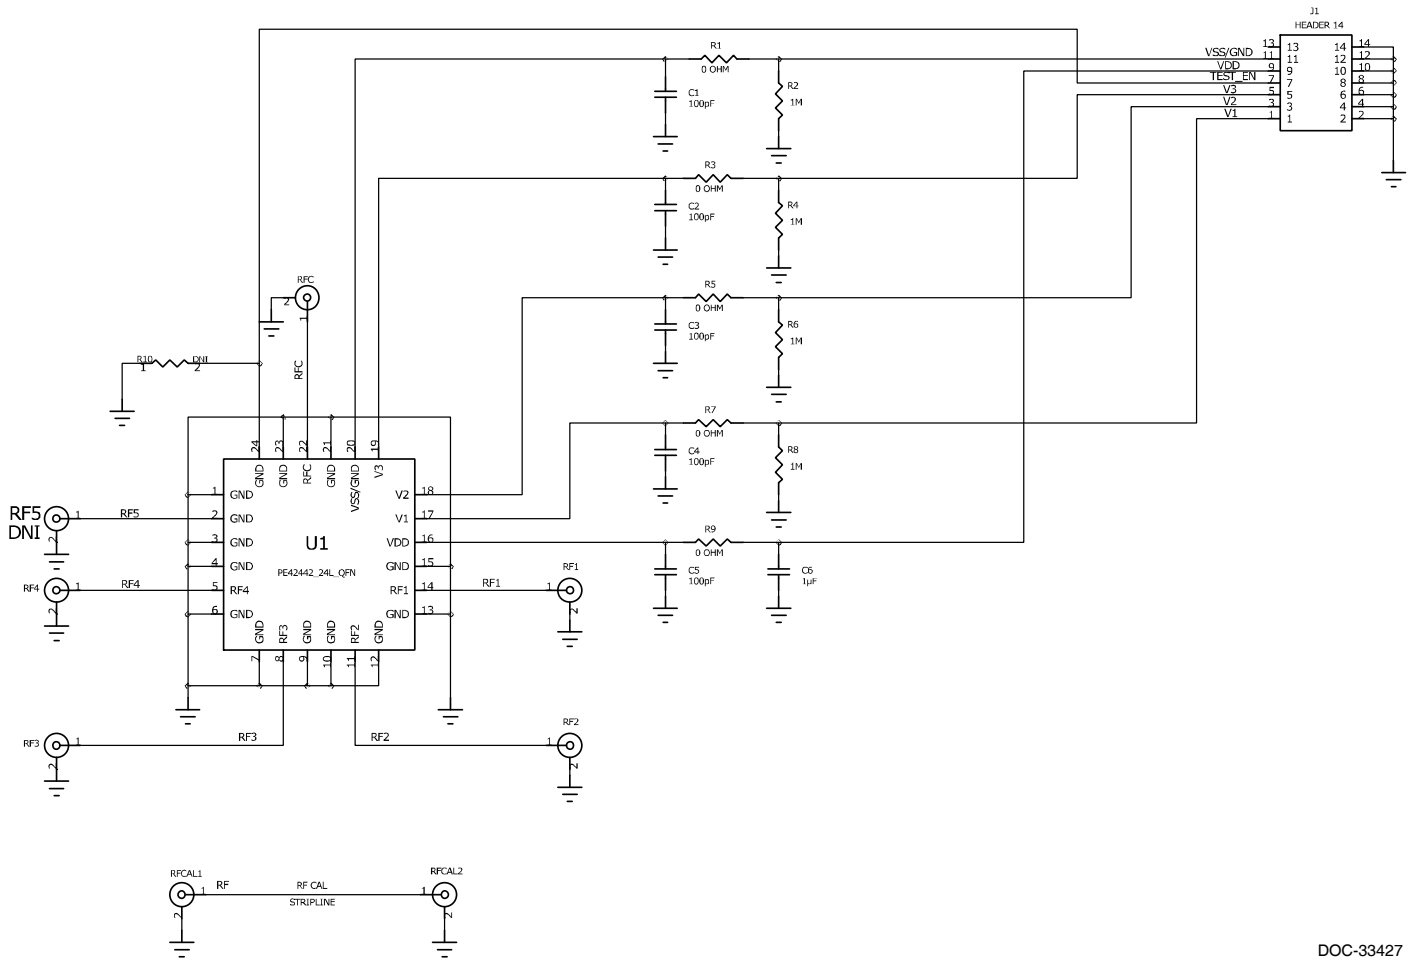 J1
HEADER 14
13 13 14 14
VSS/GND 11 11 12 12
VDD 9 9 10 10
TEST_EN 7 7 8 8
V3 5 5 6 6
V2 3 3 4 4
V1 1 1 2 2
R1
0 OHM
C1
100pF
R2
1M
R3
0 OHM
C2
100pF
R4
1M
R5
0 OHM
C3
100pF
R6
1M
R7
0 OHM
C4
100pF
R8
1M
R9
0 OHM
C5
100pF
C6
1µF
RFC
2
1
RFC
R10 DNI
1 2
24 23 22 21 20 19
GND GND RFC GND VSS/GND V3
1 GND
2 GND
3 GND
4 GND
5 RF4
6 GND
V2 18
V1 17
VDD 16
GND 15
RF1 14
GND 13
U1
PE42442_24L_QFN
GND RF3 GND GND RF2 GND
7 8 9 10 11 12
RF5
DNI
1 RF5
2
RF4 1 RF4
2
RF1
RF1 1
2
RF3 1 RF3
2
RF2
RF2 1
2
RFCAL1
1 RF
2
RF CAL
STRIPLINE
RFCAL2
1
2
DOC-33427